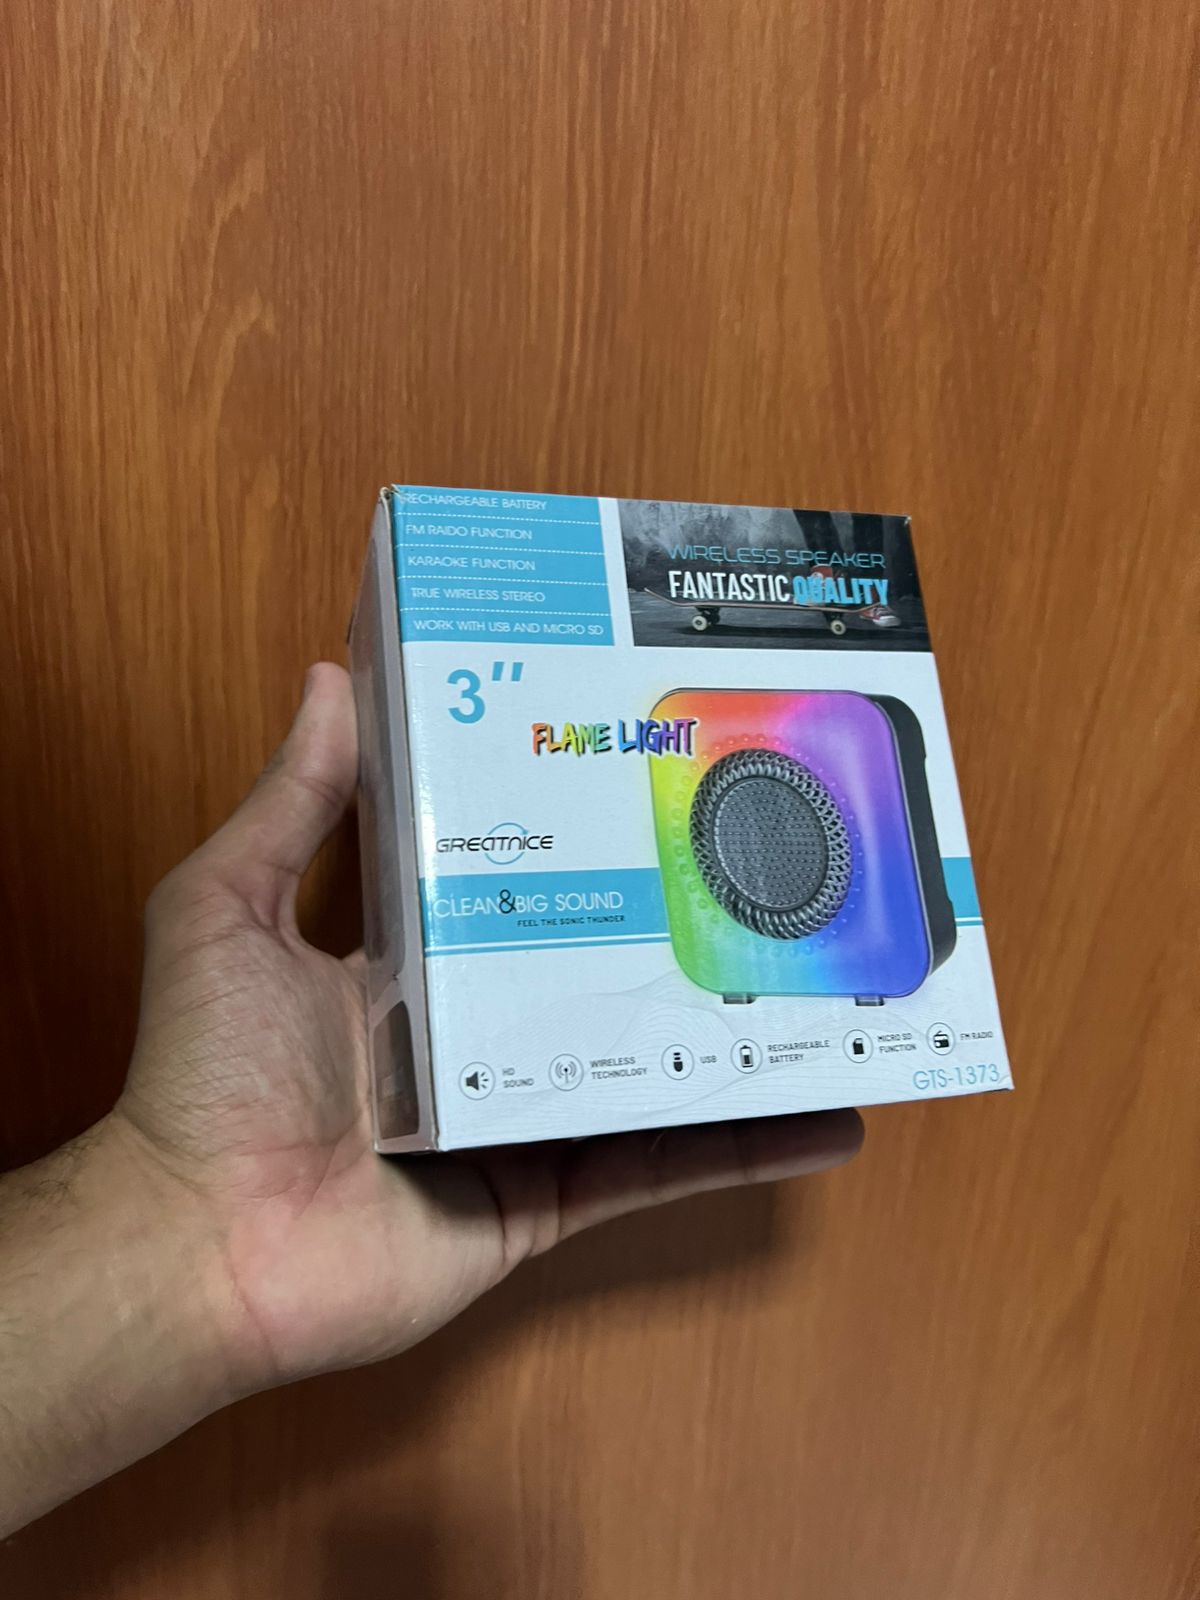 RECHARGEABLE BATTERY
FM RAIDO FUNCTION
KARAOKE FUNCTION
TRUE WIRELESS STEREO
WORK WITH USB AND MICRO SD
WIRELESS SPEAKER
FANTASTIC QUALITY
3"
FLAME LIGHT
GREATNICE
CLEAN&BIG SOUND
FEEL THE SONIC THUNDER
HD
SOUND
WIRELESS
TECHNOLOGY
USB
RECHARGEABLE
BATTERY
MICRO SD
FUNCTION
FM RADIO
GTS-1373